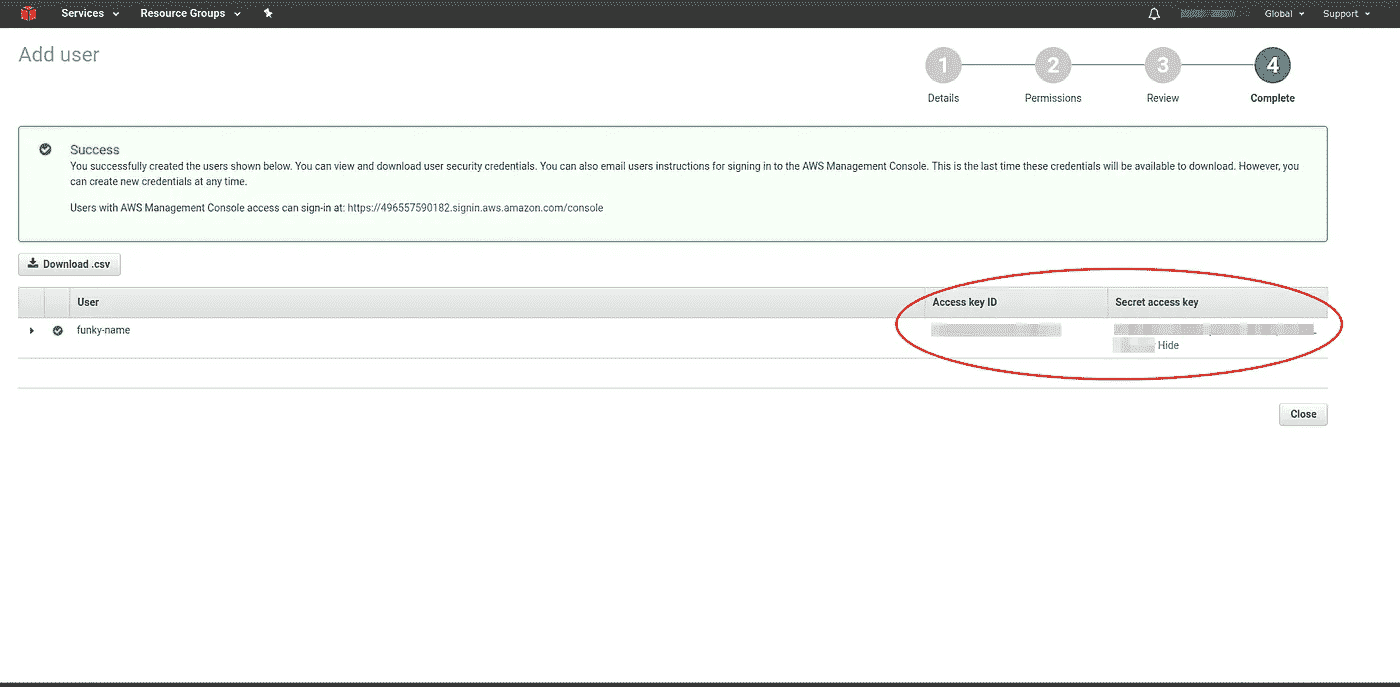 Services Resource Groups Global Support
Add user
1 2 3 4
Details Permissions Review Complete
Success
You successfully created the users shown below. You can view and download user security credentials. You can also email users instructions for signing in to the AWS Management Console. This is the last time these credentials will be available to download. However, you
can create new credentials at any time.
Users with AWS Management Console access can sign-in at: https://496557590182.signin.aws.amazon.com/console
Download .csv
User Access key ID Secret access key
funky-name
Hide
Close